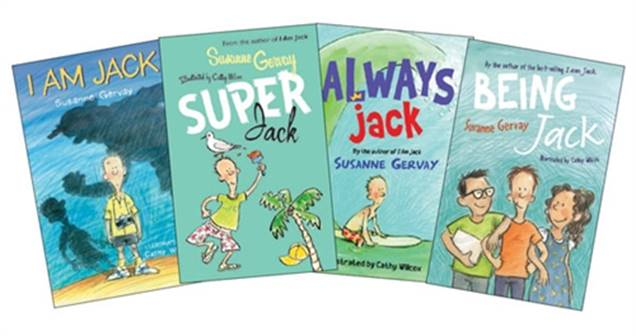 I AM JACK
Susanne Gervay
From the author of I Am Jack
Susanne Gervay
Illustrated by Cathy Wilcox
SUPER
Jack
ALWAYS
jack
By the author of I Am Jack
SUSANNE GERVAY
Illustrated by Cathy Wilcox
By the author of the best-selling I am Jack
BEING
Jack
Susanne Gervay
Illustrated by Cathy Wilcox